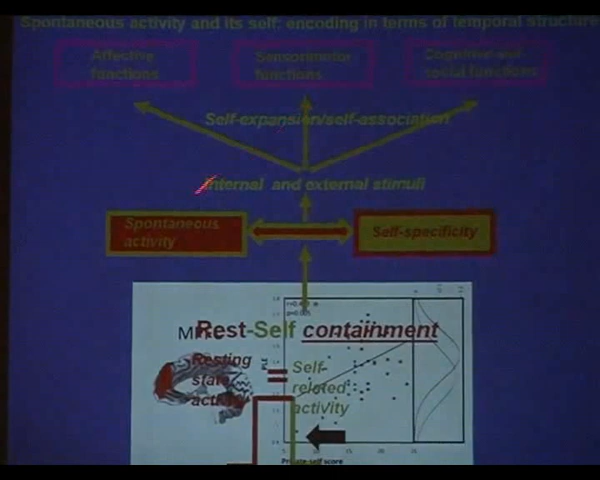 Spontaneous activity and its self: encoding in terms of temporal structure
Affective
functions
Sensorimotor
functions
Cognitive and
social functions
Self-expansion/self-association
Internal and external stimuli
Spontaneous
activity
Self-specificity
Rest-Self containment
Resting
state
activity
=
Self-
related
activity
PLE
Private-self score